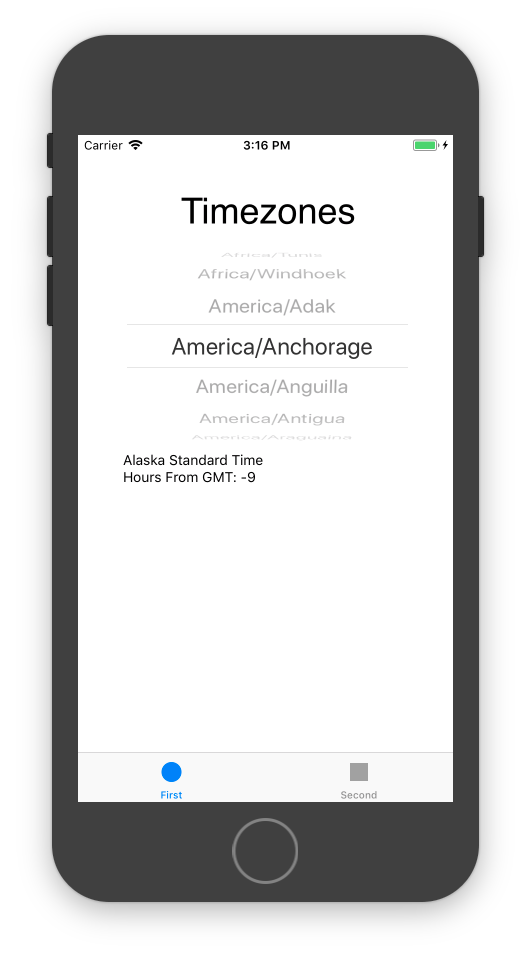 Carrier 3:16 PM
Timezones
Africa/Tunis
Africa/Windhoek
America/Adak
America/Anchorage
America/Anguilla
America/Antigua
America/Araguaina
Alaska Standard Time
Hours From GMT: -9
First Second